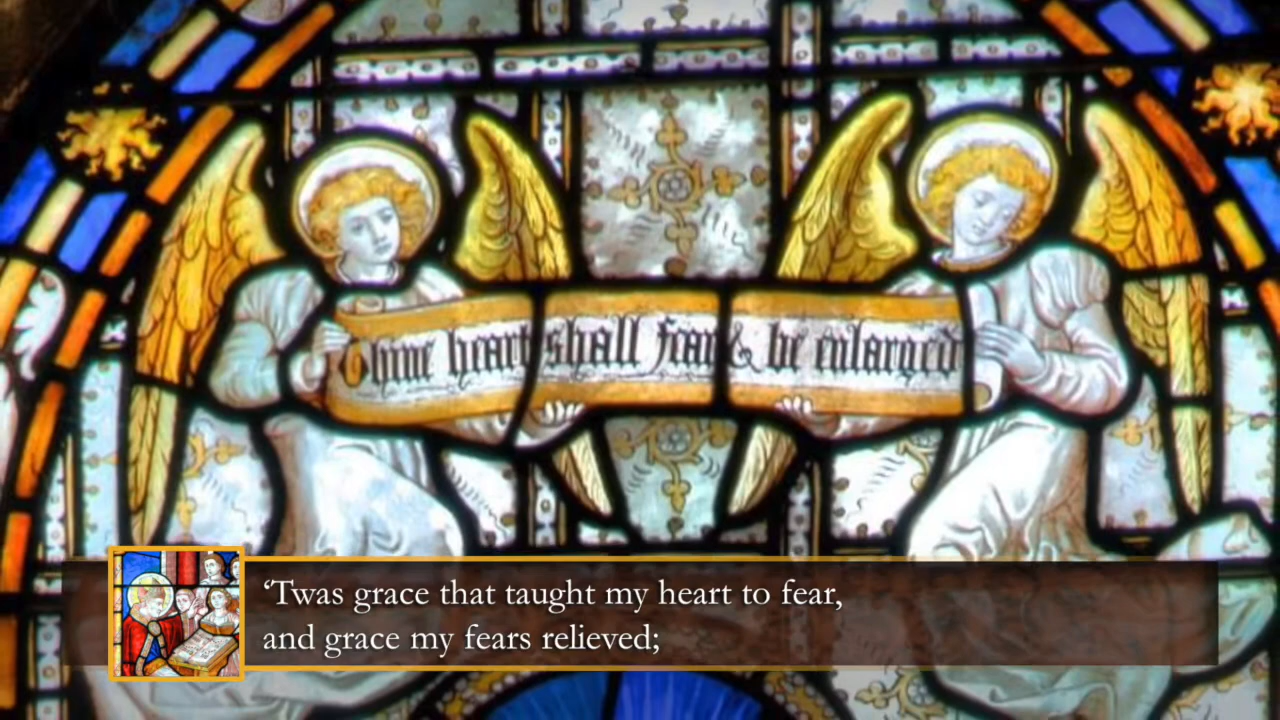 Thine heart shall fear & be enlarged
‘Twas grace that taught my heart to fear,
and grace my fears relieved;